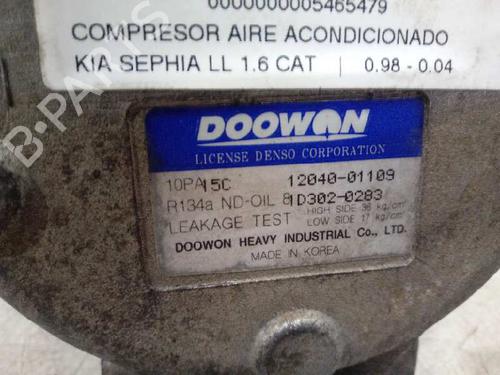 0000000005465479
COMPRESOR AIRE ACONDICIONADO
KIA SEPHIA LL 1.6 CAT | 0.98 - 0.04
B-PARTS
DOOWON
LICENSE DENSO CORPORATION
10PA15C 12040-01109
R134a ND-OIL 8 1D302-0283
LEAKAGE TEST HIGH SIDE 36 kg/cm²
LOW SIDE 17 kg/cm²
DOOWON HEAVY INDUSTRIAL Co., LTD.
MADE IN KOREA